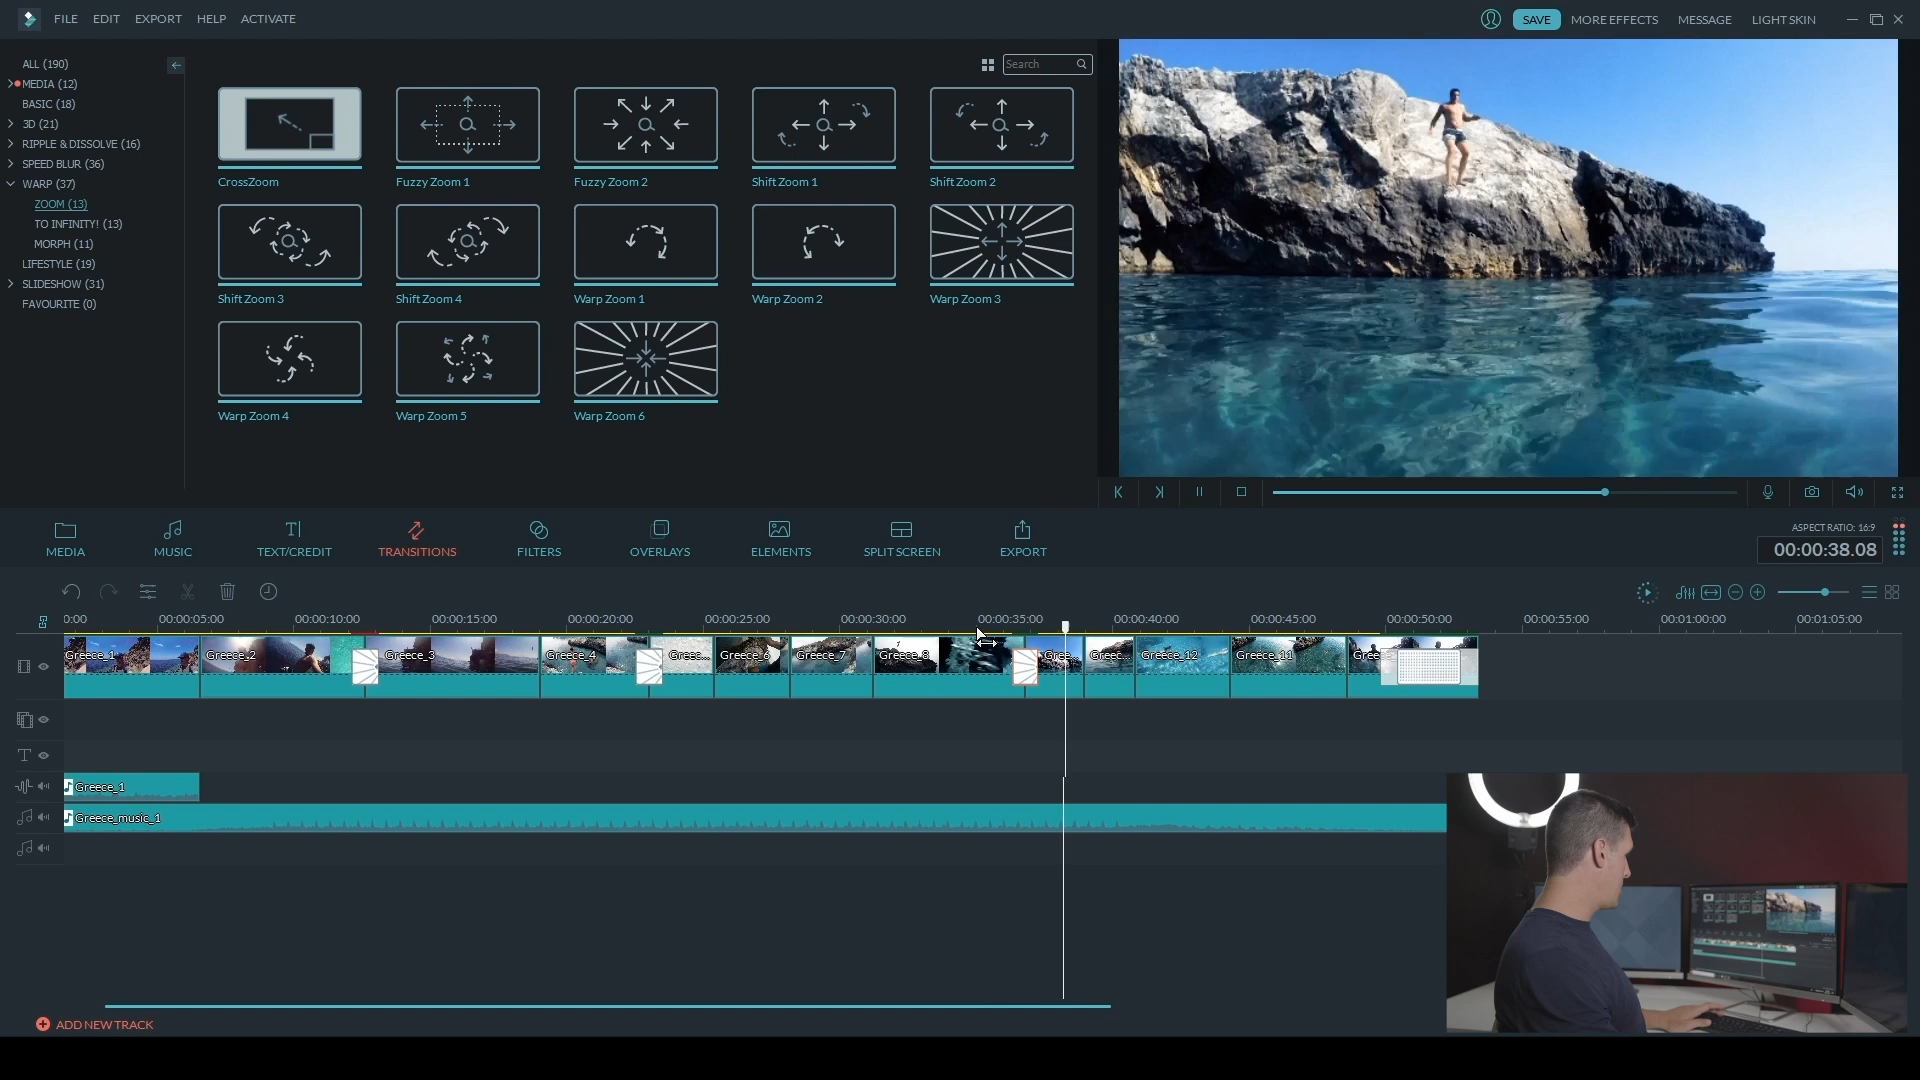 FILE EDIT EXPORT HELP ACTIVATE
SAVE MORE EFFECTS MESSAGE LIGHT SKIN
ALL (190)
MEDIA (12)
BASIC (18)
3D (21)
RIPPLE & DISSOLVE (16)
SPEED BLUR (36)
WARP (37)
ZOOM (13)
TO INFINITY! (13)
MORPH (11)
LIFESTYLE (19)
SLIDESHOW (31)
FAVOURITE (0)
Search
CrossZoom Fuzzy Zoom 1 Fuzzy Zoom 2 Shift Zoom 1 Shift Zoom 2
Shift Zoom 3 Shift Zoom 4 Warp Zoom 1 Warp Zoom 2 Warp Zoom 3
Warp Zoom 4 Warp Zoom 5 Warp Zoom 6
MEDIA MUSIC TEXT/CREDIT TRANSITIONS FILTERS OVERLAYS ELEMENTS SPLIT SCREEN EXPORT
ASPECT RATIO: 16:9
00:00:38.08
0:00 00:00:05:00 00:00:10:00 00:00:15:00 00:00:20:00 00:00:25:00 00:00:30:00 00:00:35:00 00:00:40:00 00:00:45:00 00:00:50:00 00:00:55:00 00:01:00:00 00:01:05:00
Greece_1 Greece_2 Greece_3 Greece_4 Greec... Greece_6 Greece_7 Greece_8 Gree... Greec... Greece_12 Greece_11 Gree
Greece_1
Greece_music_1
ADD NEW TRACK